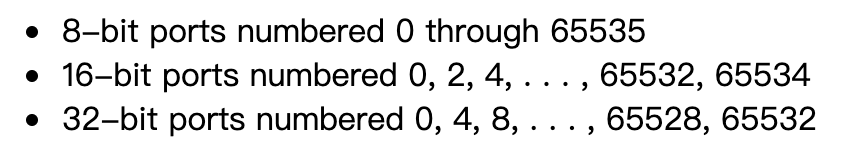 • 8–bit ports numbered 0 through 65535
• 16–bit ports numbered 0, 2, 4, . . . , 65532, 65534
• 32–bit ports numbered 0, 4, 8, . . . , 65528, 65532